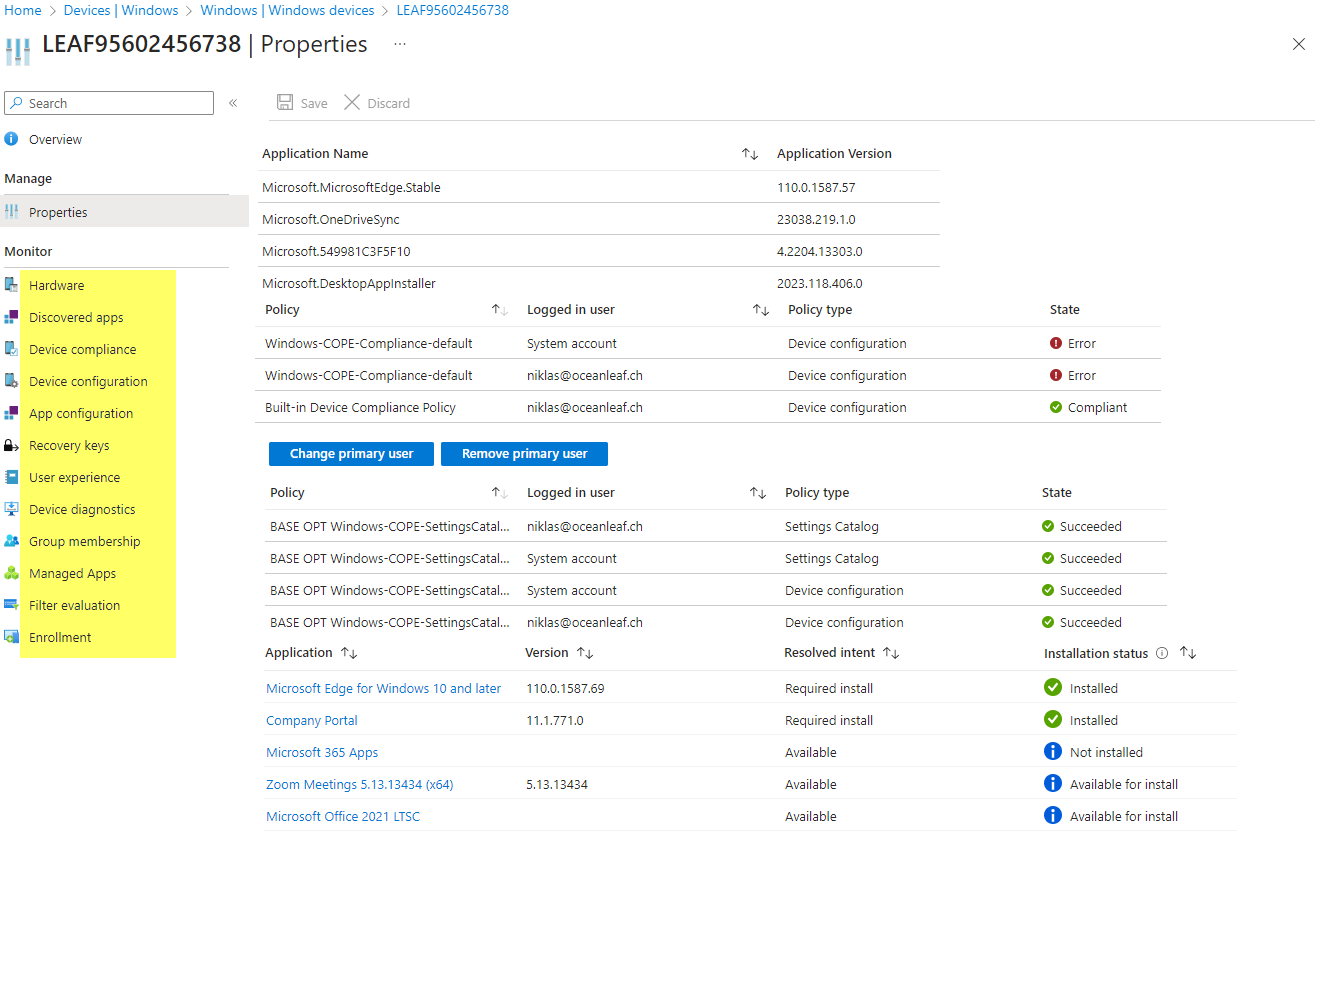 Home > Devices | Windows > Windows | Windows devices > LEAF95602456738
LEAF95602456738 | Properties ...
Search «
Save Discard
Overview
Manage
Properties
Monitor
Hardware
Discovered apps
Device compliance
Device configuration
App configuration
Recovery keys
User experience
Device diagnostics
Group membership
Managed Apps
Filter evaluation
Enrollment
Application Name Application Version
Microsoft.MicrosoftEdge.Stable 110.0.1587.57
Microsoft.OneDriveSync 23038.219.1.0
Microsoft.549981C3F5F10 4.2204.13303.0
Microsoft.DesktopAppInstaller 2023.118.406.0
Policy Logged in user Policy type State
Windows-COPE-Compliance-default System account Device configuration Error
Windows-COPE-Compliance-default niklas@oceanleaf.ch Device configuration Error
Built-in Device Compliance Policy niklas@oceanleaf.ch Device configuration Compliant
Change primary user Remove primary user
Policy Logged in user Policy type State
BASE OPT Windows-COPE-SettingsCatal... niklas@oceanleaf.ch Settings Catalog Succeeded
BASE OPT Windows-COPE-SettingsCatal... System account Settings Catalog Succeeded
BASE OPT Windows-COPE-SettingsCatal... System account Device configuration Succeeded
BASE OPT Windows-COPE-SettingsCatal... niklas@oceanleaf.ch Device configuration Succeeded
Application Version Resolved intent Installation status
Microsoft Edge for Windows 10 and later 110.0.1587.69 Required install Installed
Company Portal 11.1.771.0 Required install Installed
Microsoft 365 Apps Available Not installed
Zoom Meetings 5.13.13434 (x64) 5.13.13434 Available Available for install
Microsoft Office 2021 LTSC Available Available for install